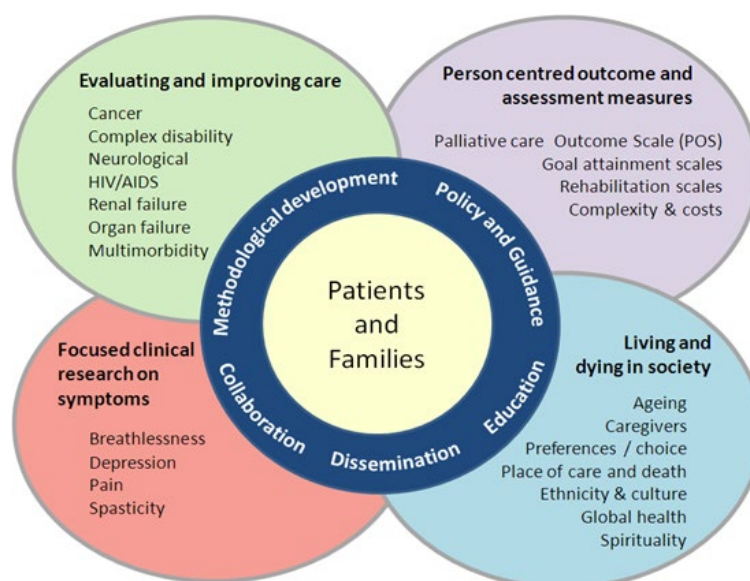 Evaluating and improving care
Cancer
Complex disability
Neurological
HIV/AIDS
Renal failure
Organ failure
Multimorbidity
Person centred outcome and
assessment measures
Palliative care Outcome Scale (POS)
Goal attainment scales
Rehabilitation scales
Complexity & costs
Methodological development
Policy and Guidance
Patients
and
Families
Collaboration
Dissemination
Education
Focused clinical
research on
symptoms
Breathlessness
Depression
Pain
Spasticity
Living and
dying in society
Ageing
Caregivers
Preferences / choice
Place of care and death
Ethnicity & culture
Global health
Spirituality